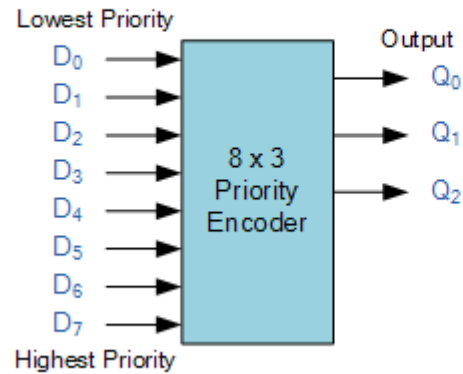 Lowest Priority
Output
D₀
D₁
D₂
D₃
D₄
D₅
D₆
D₇
8 x 3
Priority
Encoder
Q₀
Q₁
Q₂
Highest Priority